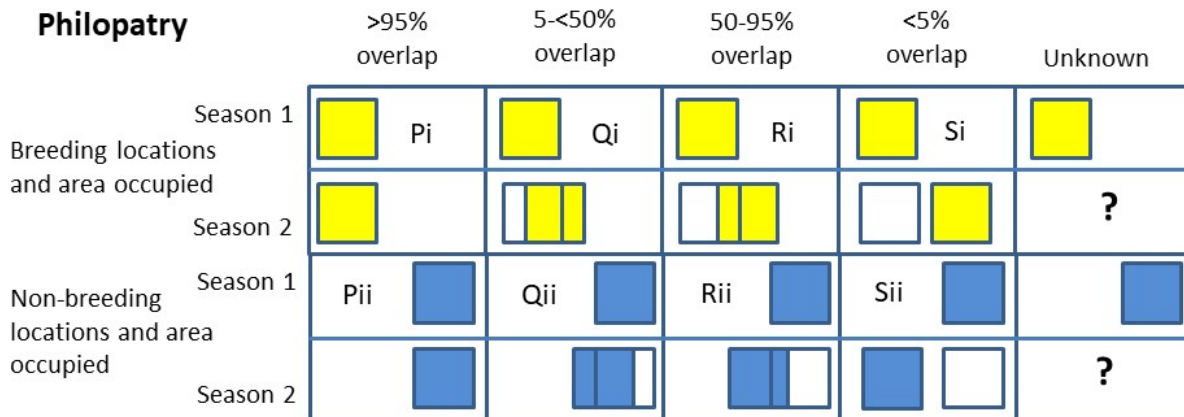 Philopatry
>95%
overlap
5-<50%
overlap
50-95%
overlap
<5%
overlap
Unknown
Breeding locations
and area occupied
Season 1
Pi
Qi
Ri
Si
Season 2
?
Non-breeding
locations and area
occupied
Season 1
Pii
Qii
Rii
Sii
Season 2
?